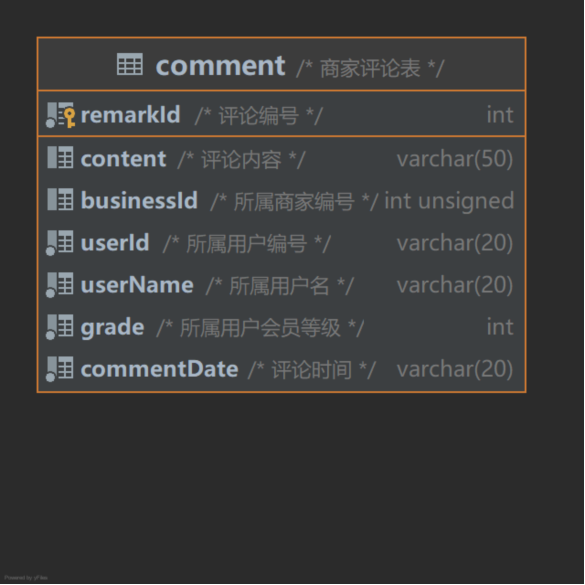 comment /* 商家评论表 */
remarkId /* 评论编号 */ int
content /* 评论内容 */ varchar(50)
businessId /* 所属商家编号 */ int unsigned
userId /* 所属用户编号 */ varchar(20)
userName /* 所属用户名 */ varchar(20)
grade /* 所属用户会员等级 */ int
commentDate /* 评论时间 */ varchar(20)
Powered by yFiles